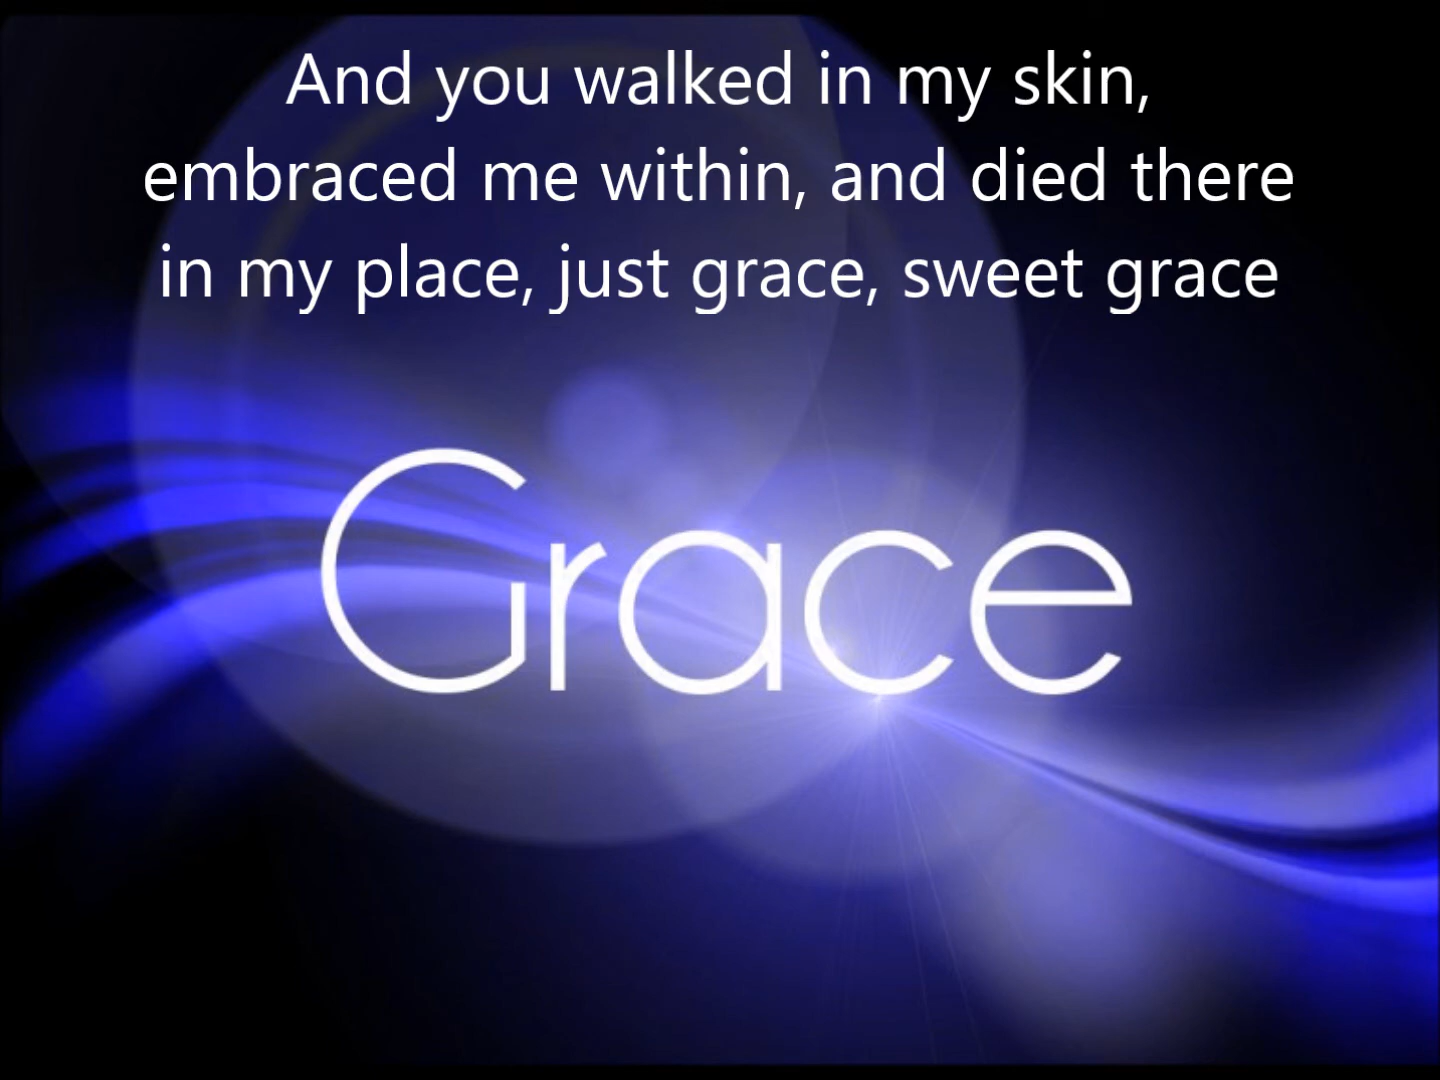 And you walked in my skin,
embraced me within, and died there
in my place, just grace, sweet grace
Grace